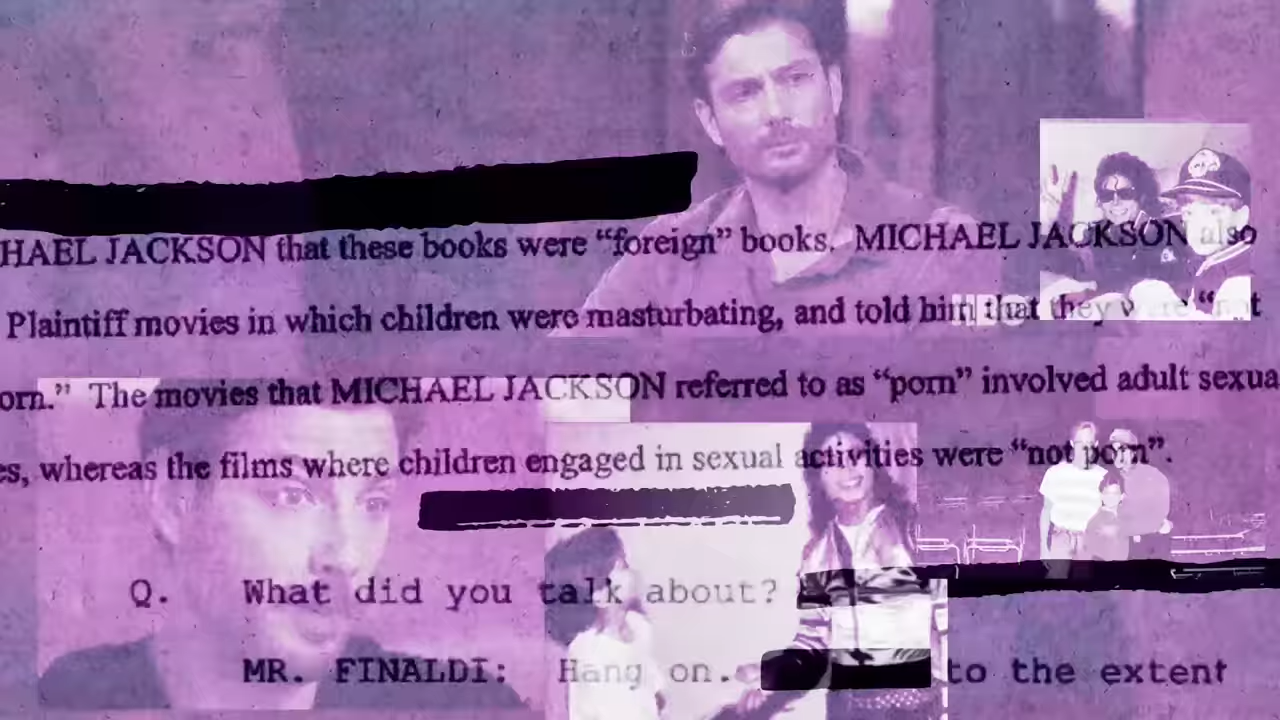 HAEL JACKSON that these books were “foreign” books. MICHAEL JACKSON also
Plaintiff movies in which children were masturbating, and told him that they were “not
orn.” The movies that MICHAEL JACKSON referred to as “porn” involved adult sexua
es, whereas the films where children engaged in sexual activities were “not porn”.
Q. What did you talk about?
MR. FINALDI: Hang on. to the extent